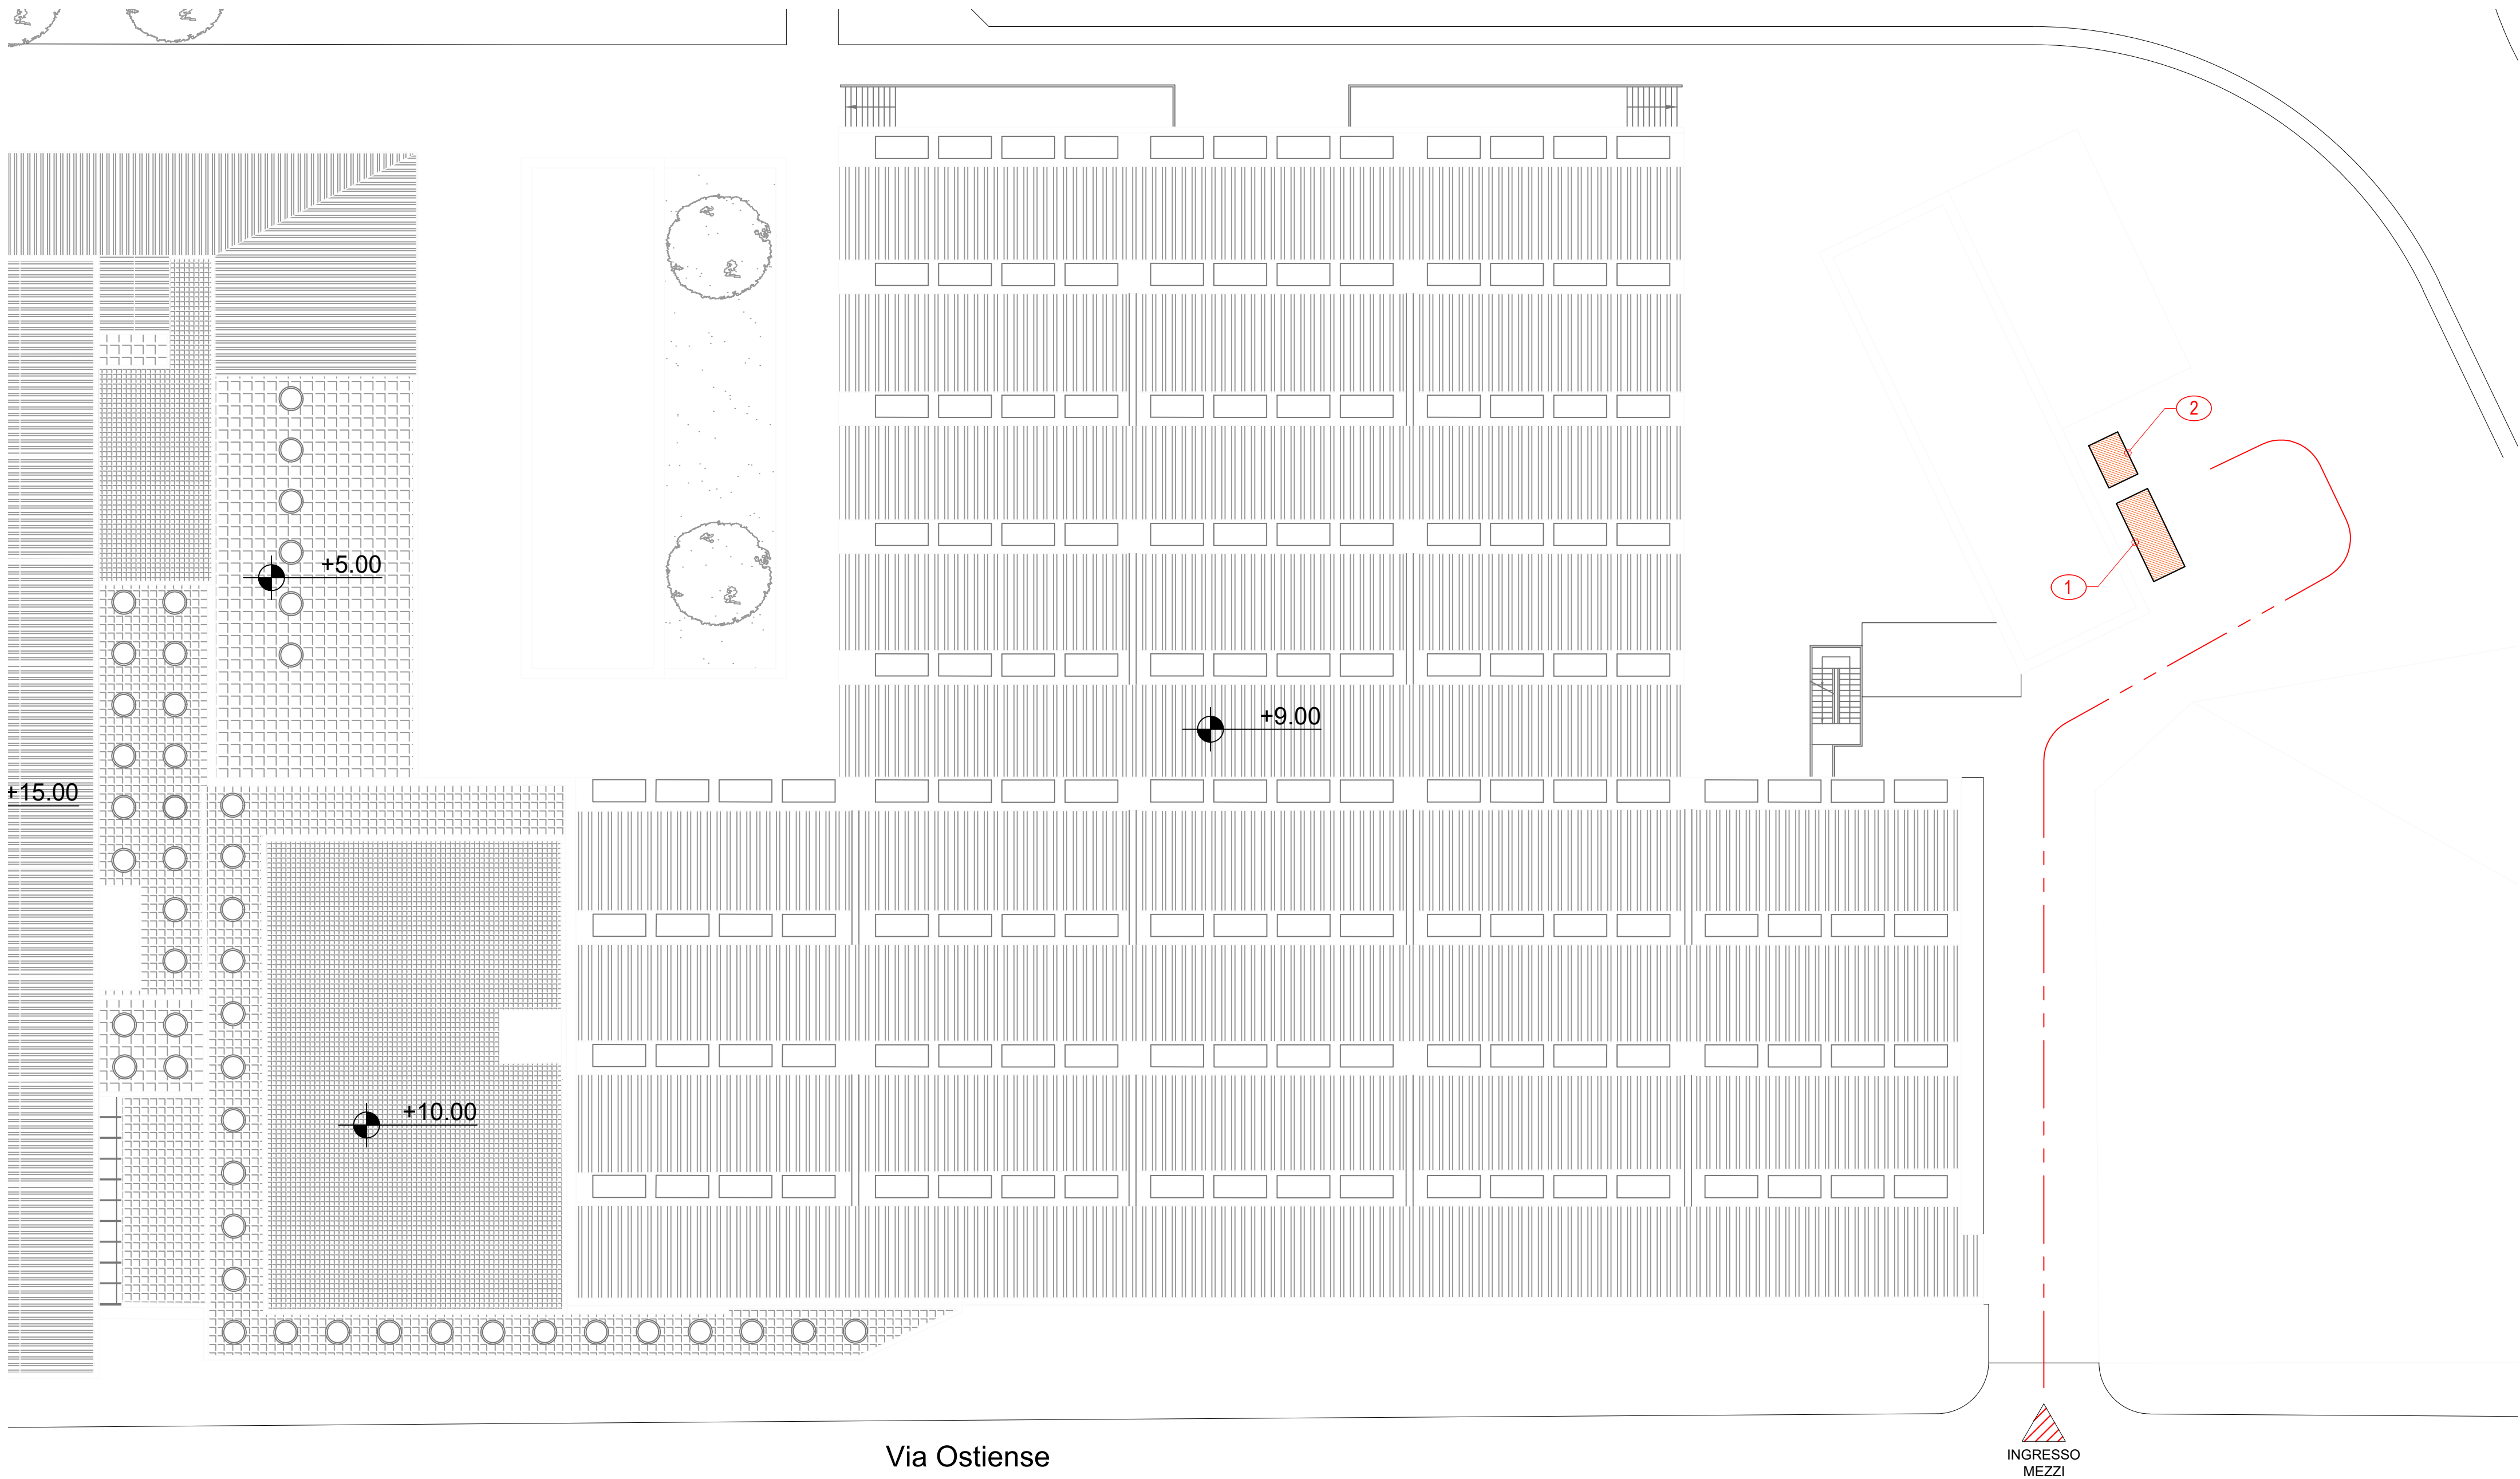 2
+5.00
1
+9.00
+15.00
+10.00
Via Ostiense
INGRESSO
MEZZI